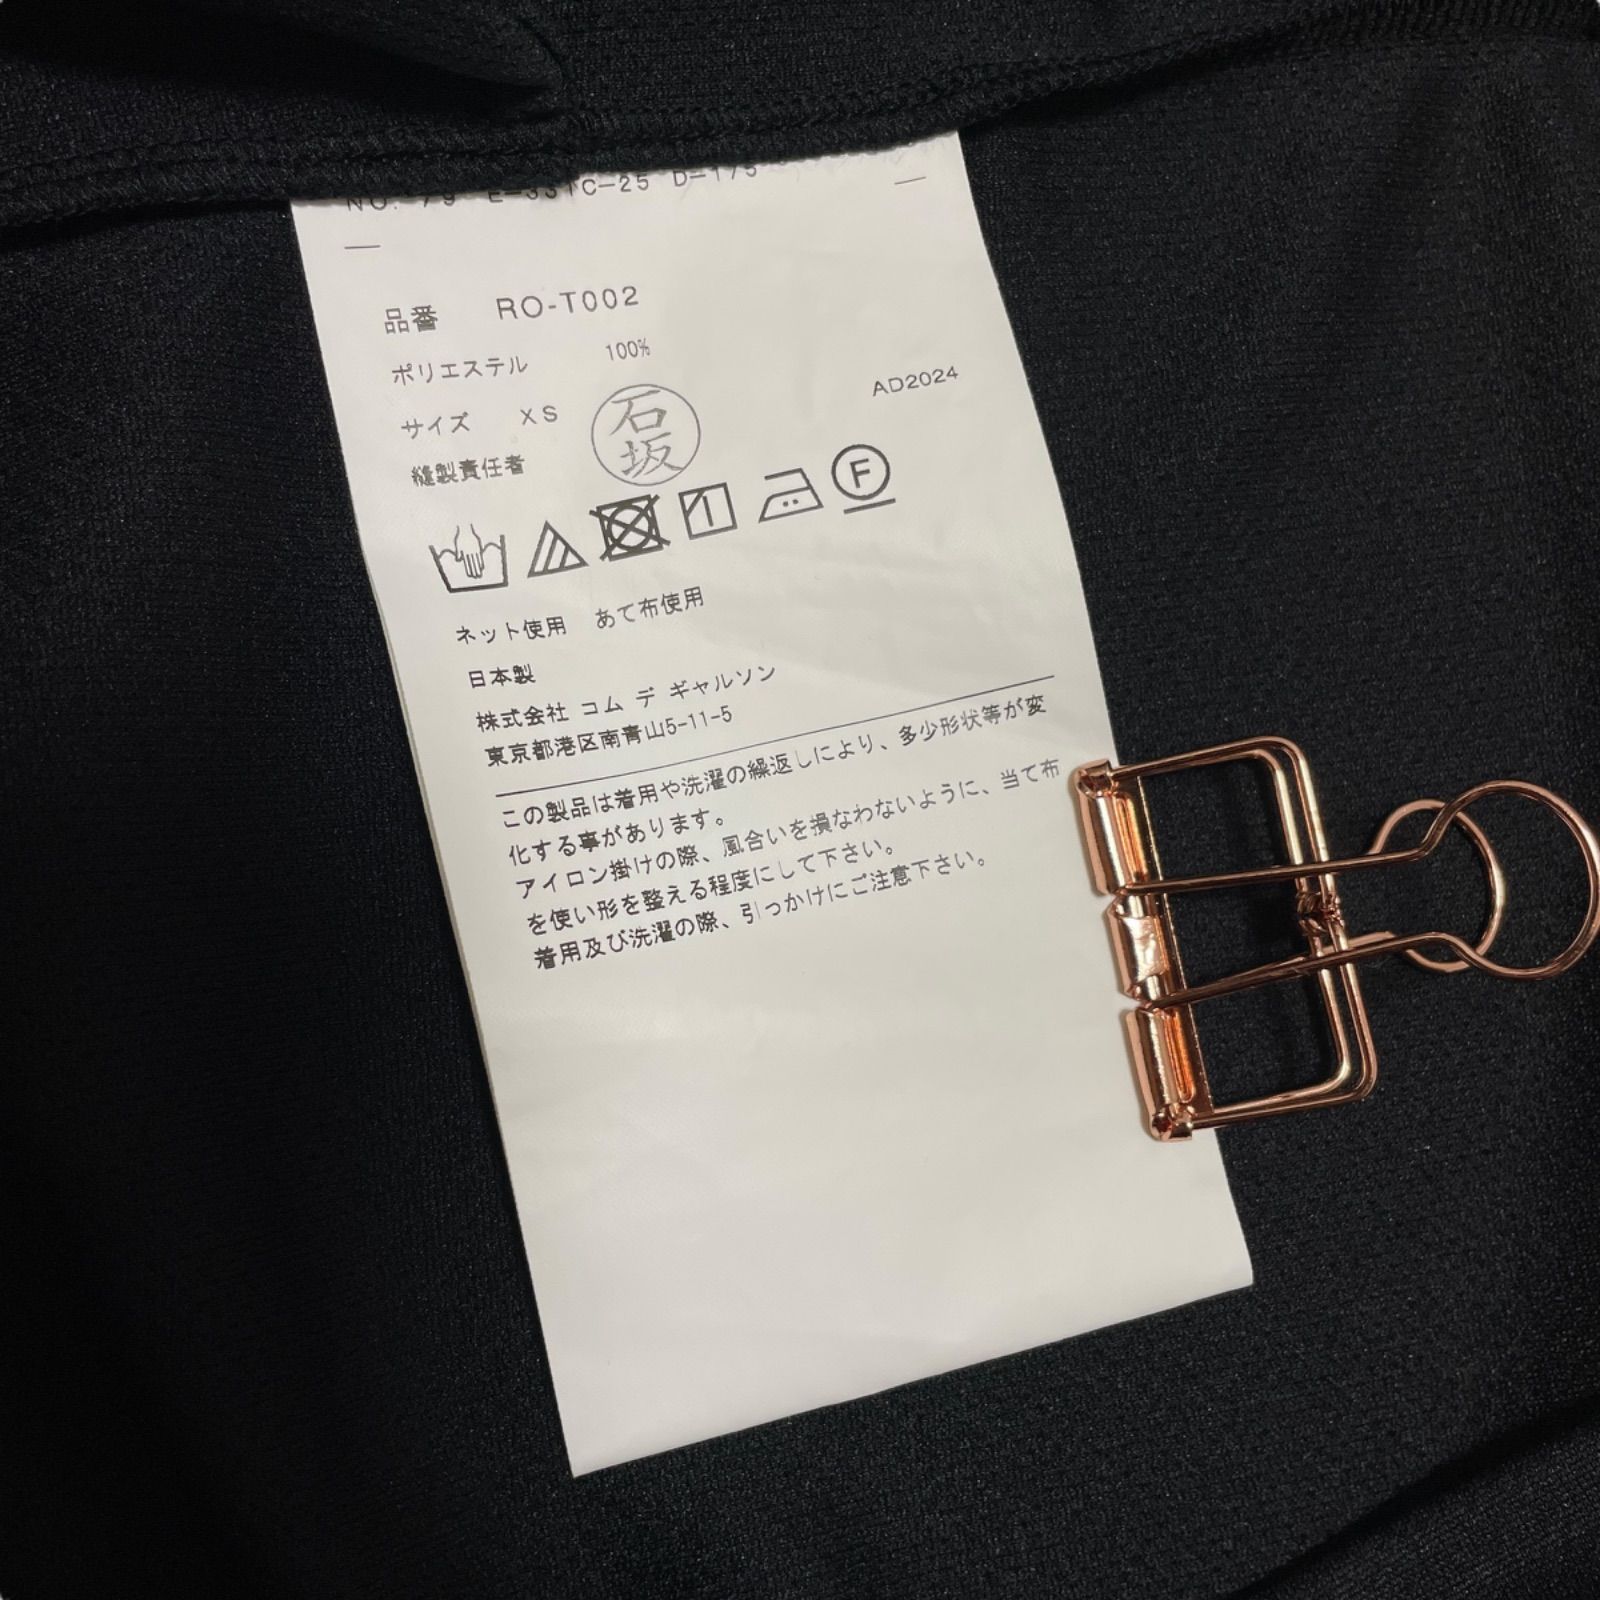 NO. 79 E-331C-25 D-175
品番 RO-T002
ポリエステル 100%
サイズ XS
AD2024
縫製責任者 石坂
F
ネット使用 あて布使用
日本製
株式会社 コム デ ギャルソン
東京都港区南青山5-11-5
この製品は着用や洗濯の繰返しにより、多少形状等が変
化する事があります。
アイロン掛けの際、風合いを損なわないように、当て布
を使い形を整える程度にして下さい。
着用及び洗濯の際、引っかけにご注意下さい。